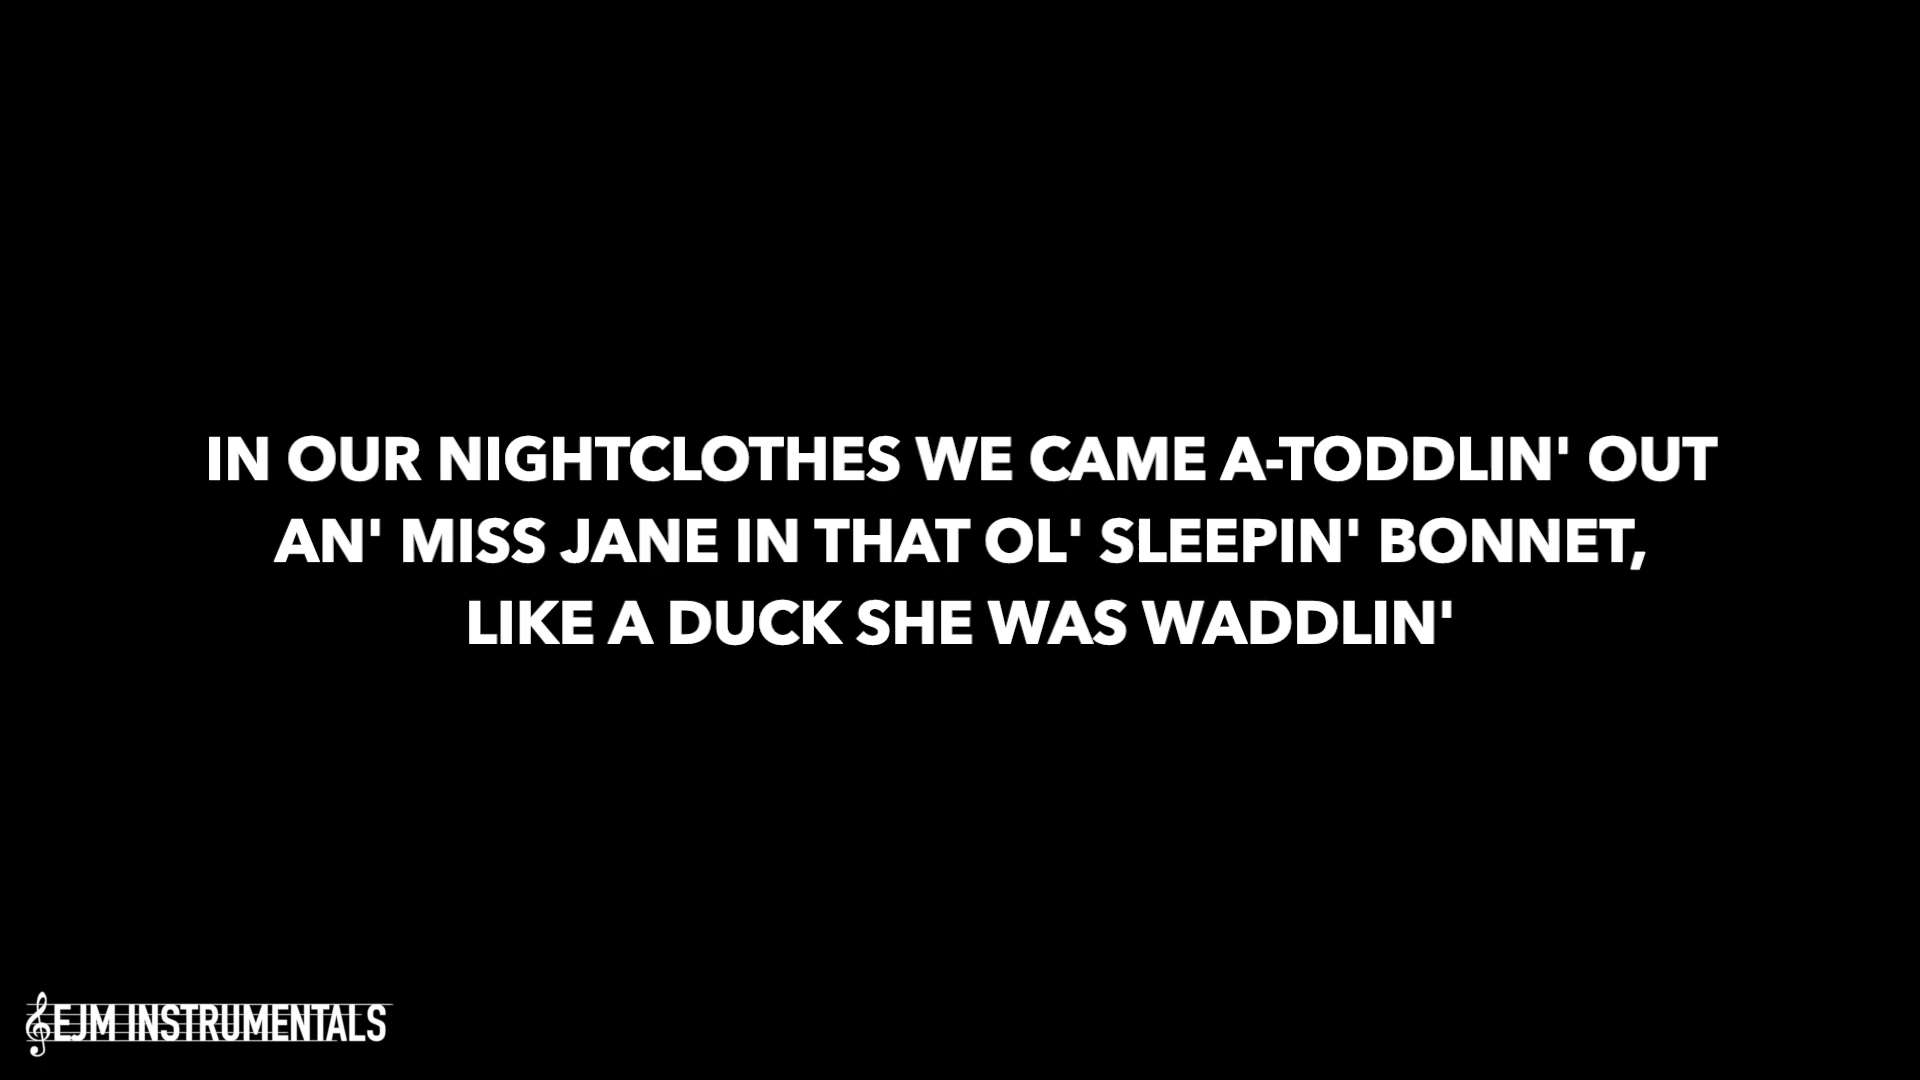 IN OUR NIGHTCLOTHES WE CAME A-TODDLIN' OUT
AN' MISS JANE IN THAT OL' SLEEPIN' BONNET,
LIKE A DUCK SHE WAS WADDLIN'
EJM INSTRUMENTALS